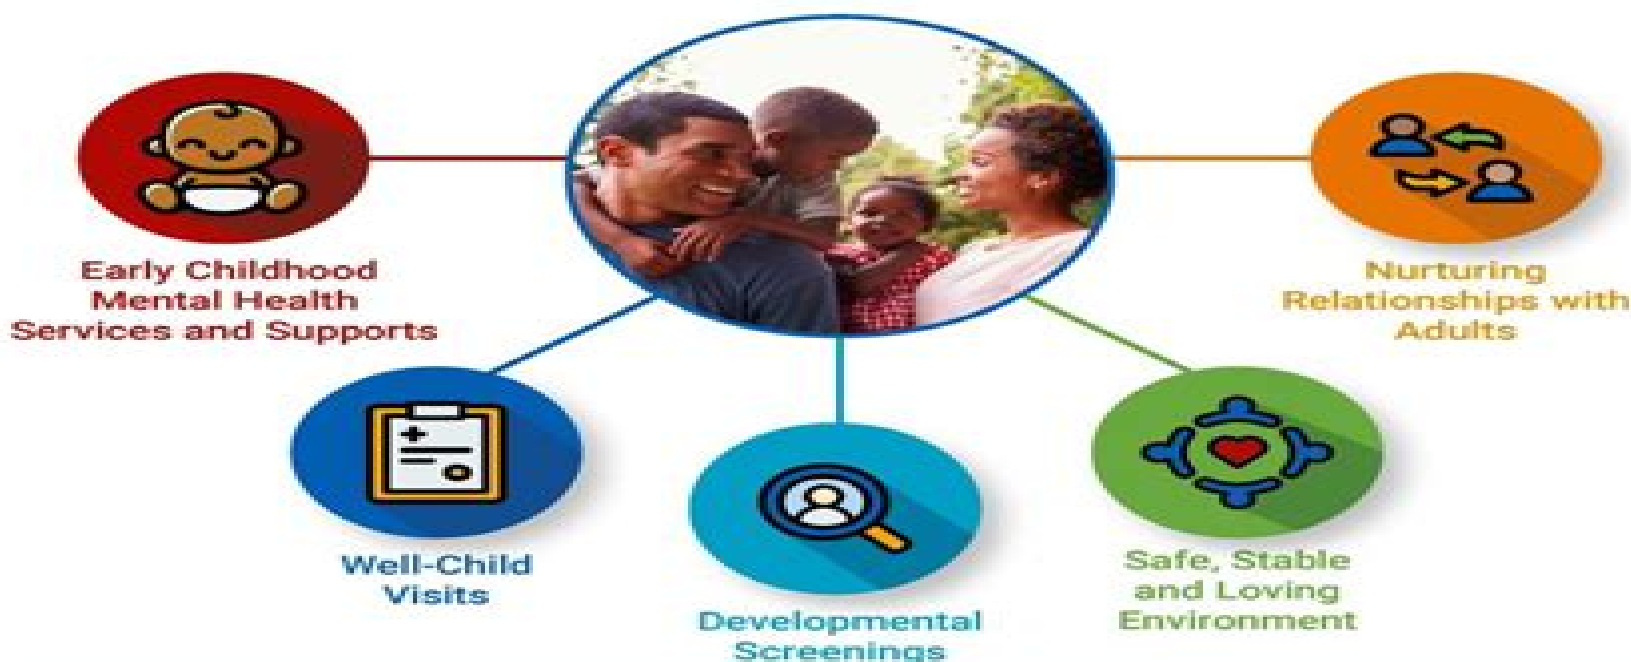 Early Childhood
Mental Health
Services and Supports
Well-Child
Visits
Developmental
Screenings
Safe, Stable
and Loving
Environment
Nurturing
Relationships with
Adults